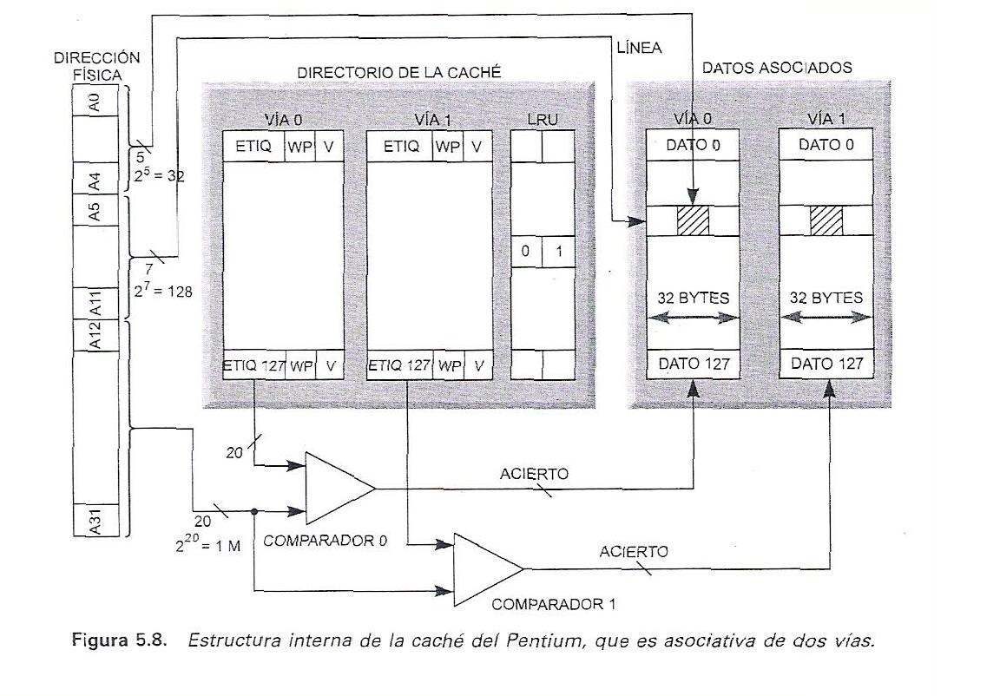 LÍNEA
DIRECCIÓN
FÍSICA
DIRECTORIO DE LA CACHÉ
DATOS ASOCIADOS
A0
A4
A5
A11
A12
A31
5
2^5 = 32
7
2^7 = 128
20
2^20 = 1 M
VÍA 0
VÍA 1
LRU
ETIQ WP V
ETIQ WP V
0 1
ETIQ 127 WP V
ETIQ 127 WP V
VÍA 0
VÍA 1
DATO 0
DATO 0
32 BYTES
32 BYTES
DATO 127
DATO 127
20
ACIERTO
COMPARADOR 0
ACIERTO
COMPARADOR 1
Figura 5.8. Estructura interna de la caché del Pentium, que es asociativa de dos vías.